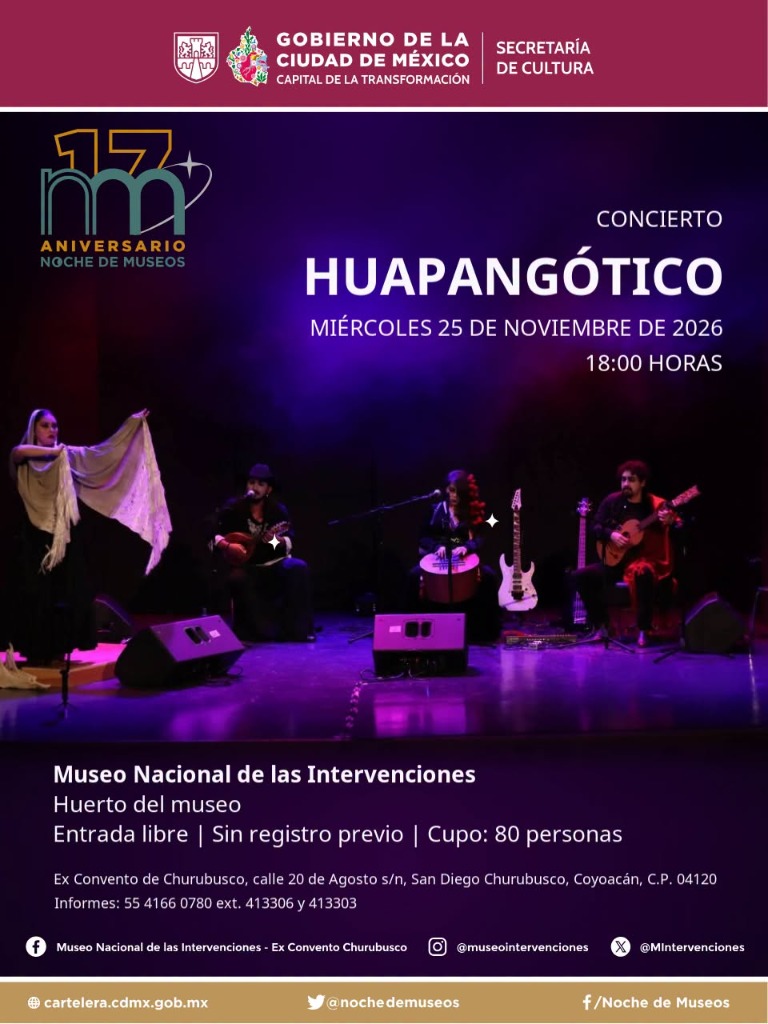 GOBIERNO DE LA
CIUDAD DE MÉXICO
CAPITAL DE LA TRANSFORMACIÓN
SECRETARÍA
DE CULTURA
17
nm
ANIVERSARIO
NOCHE DE MUSEOS
CONCIERTO
HUAPANGÓTICO
MIÉRCOLES 25 DE NOVIEMBRE DE 2026
18:00 HORAS
Museo Nacional de las Intervenciones
Huerto del museo
Entrada libre | Sin registro previo | Cupo: 80 personas
Ex Convento de Churubusco, calle 20 de Agosto s/n, San Diego Churubusco, Coyoacán, C.P. 04120
Informes: 55 4166 0780 ext. 413306 y 413303
Museo Nacional de las Intervenciones - Ex Convento Churubusco @museointervenciones @MIntervenciones
cartelera.cdmx.gob.mx @nochedemuseos /Noche de Museos